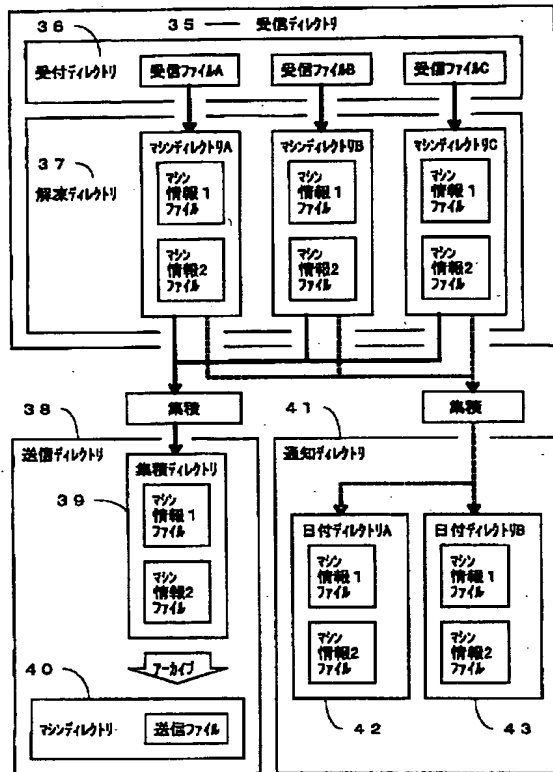 36
35
受信ディレクトリ
受付ディレクトリ
受信ファイルA
受信ファイルB
受信ファイルC
37
解凍ディレクトリ
マシンディレクトリA
マシン
情報1
ファイル
マシン
情報2
ファイル
マシンディレクトリB
マシン
情報1
ファイル
マシン
情報2
ファイル
マシンディレクトリC
マシン
情報1
ファイル
マシン
情報2
ファイル
集積
集積
38
送信ディレクトリ
39
集積ディレクトリ
マシン
情報1
ファイル
マシン
情報2
ファイル
アーカイブ
40
マシンディレクトリ
送信ファイル
41
通知ディレクトリ
日付ディレクトリA
マシン
情報1
ファイル
マシン
情報2
ファイル
日付ディレクトリB
マシン
情報1
ファイル
マシン
情報2
ファイル
42
43